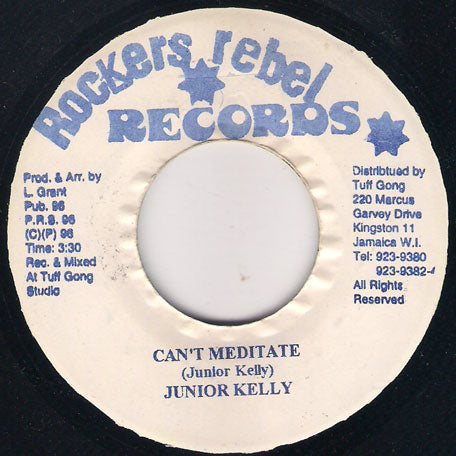 Rockers rebel
RECORDS
Prod. & Arr. by
L. Grant
Pub. 96
P.R.S. 96
(C)(P) 96
Time: 3:30
Rec. & Mixed
At Tuff Gong
Studio
Distribtued by
Tuff Gong
220 Marcus
Garvey Drive
Kingston 11
Jamaica W.I.
Tel: 923-9380
923-9382-4
All Rights
Reserved
CAN'T MEDITATE
(Junior Kelly)
JUNIOR KELLY